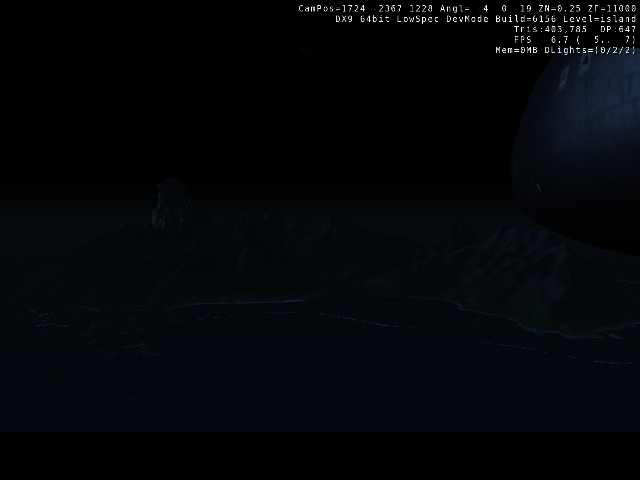 CamPos=1724 -2367 1228 Angl= -4 0 -19 ZN=0.25 ZF=11000
DX9 64bit LowSpec DevMode Build=6156 Level=island
Tris:403,785 DP:647
FPS 6.7 ( 5.. 7)
Mem=0MB DLights=(0/2/2)